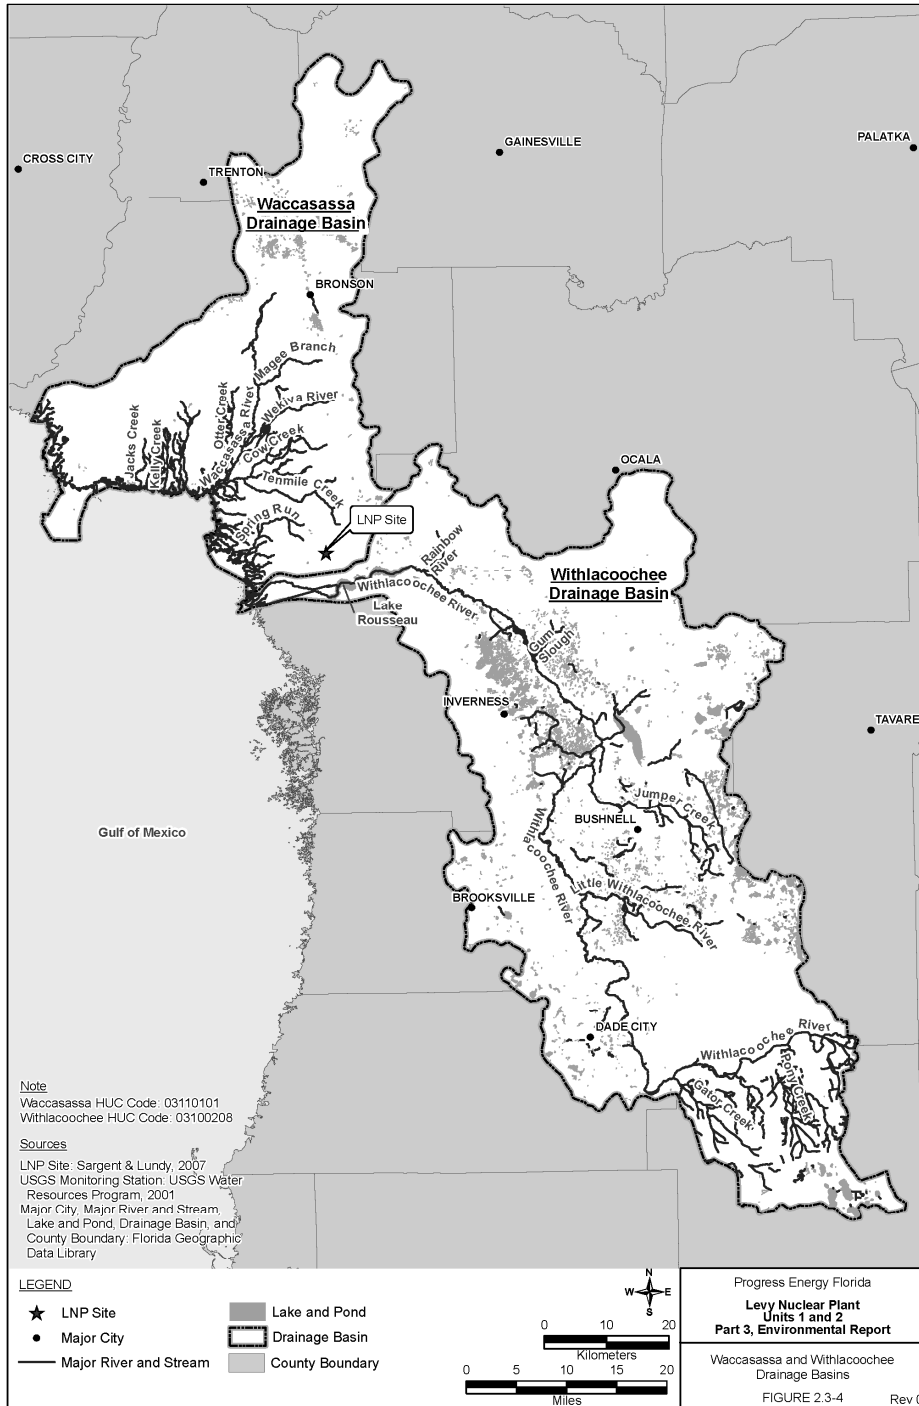 CROSS CITY
TRENTON
GAINESVILLE
PALATKA
Waccasassa
Drainage Basin
BRONSON
Magee Branch
Wekiva River
Otter Creek
Waccasassa River
Cow Creek
Jacks Creek
Kelly Creek
Tenmile Creek
Spring Run
LNP Site
OCALA
Rainbow
River
Withlacoochee
Drainage Basin
Withlacoochee River
Lake
Rousseau
Gum
Slough
INVERNESS
TAVARE
Gulf of Mexico
Jumper Creek
BUSHNELL
Withlacoochee River
Little Withlacoochee River
BROOKSVILLE
DADE CITY
Withlacoochee River
Gator Creek
Pony Creek
Note
Waccasassa HUC Code: 03110101
Withlacoochee HUC Code: 03100208
Sources
LNP Site: Sargent & Lundy, 2007
USGS Monitoring Station: USGS Water
Resources Program, 2001
Major City, Major River and Stream,
Lake and Pond, Drainage Basin, and
County Boundary: Florida Geographic
Data Library
LEGEND
LNP Site
Major City
Major River and Stream
Lake and Pond
Drainage Basin
County Boundary
N
W E
S
20 10 0 20
Kilometers
0 5 10 15 20
Miles
Progress Energy Florida
Levy Nuclear Plant
Units 1 and 2
Part 3, Environmental Report
Waccasassa and Withlacoochee
Drainage Basins
FIGURE 2.3-4
Rev 0